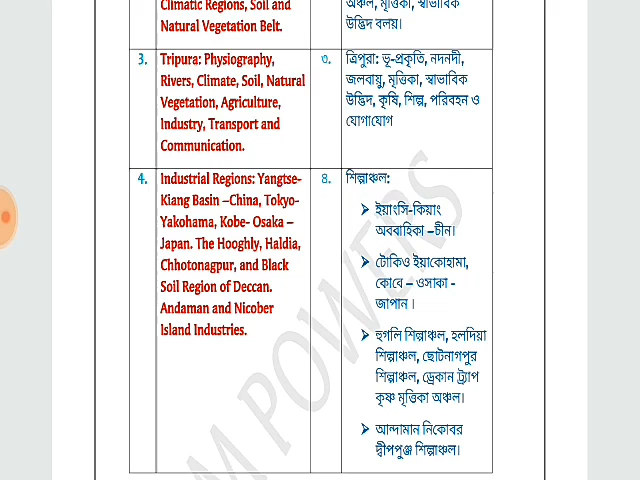 Climatic Regions, Soil and
Natural Vegetation Belt.
অঞ্চল, মৃত্তিকা, স্বাভাবিক
উদ্ভিদ বলয়।
3.
Tripura: Physiography,
Rivers, Climate, Soil, Natural
Vegetation, Agriculture,
Industry, Transport and
Communication.
৩.
ত্রিপুরা: ভূ-প্রকৃতি, নদনদী,
জলবায়ু, মৃত্তিকা, স্বাভাবিক
উদ্ভিদ, কৃষি, শিল্প, পরিবহন ও
যোগাযোগ
4.
Industrial Regions: Yangtse-
Kiang Basin –China, Tokyo-
Yakohama, Kobe- Osaka –
Japan. The Hooghly, Haldia,
Chhotonagpur, and Black
Soil Region of Deccan.
Andaman and Nicober
Island Industries.
৪.
শিল্পাঞ্চল:
➢ ইয়াংসি-কিয়াং
অববাহিকা –চীন।
➢ টোকিও ইয়াকোহামা,
কোবে – ওসাকা -
জাপান ।
➢ হুগলি শিল্পাঞ্চল, হলদিয়া
শিল্পাঞ্চল, ছোটনাগপুর
শিল্পাঞ্চল, ড্রেকান ট্র্যাপ
কৃষ্ণ মৃত্তিকা অঞ্চল।
➢ আন্দামান নিকোবর
দ্বীপপুঞ্জ শিল্পাঞ্চল।
M POWERS